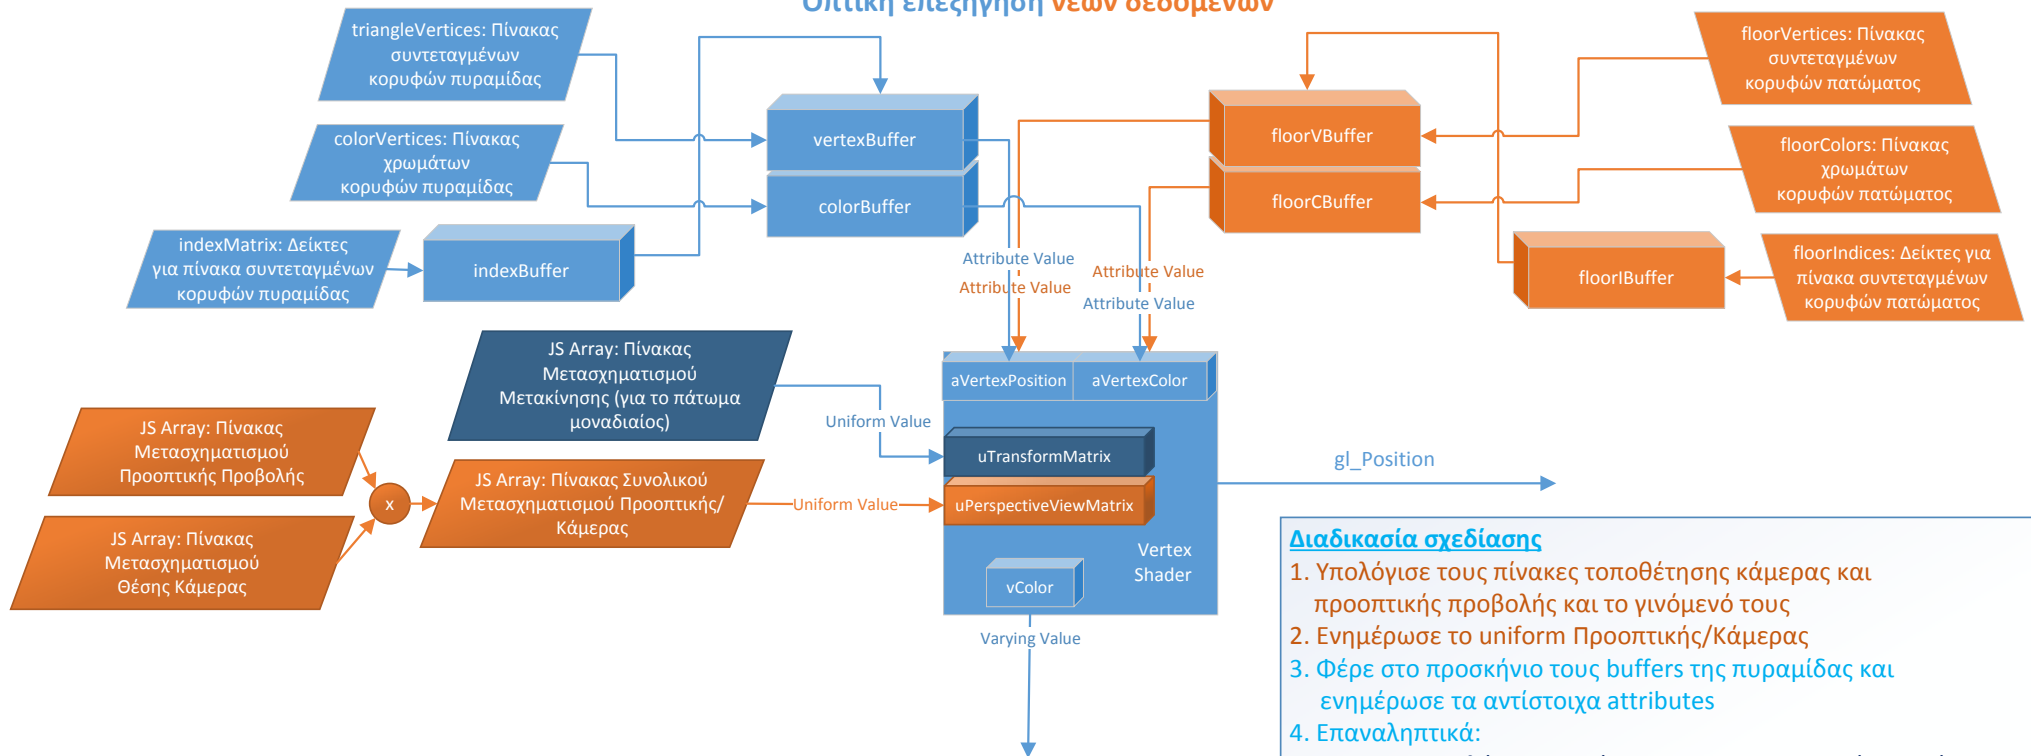 Οπτική επεξήγηση νέων δεδομένων
triangleVertices: Πίνακας
συντεταγμένων
κορυφών πυραμίδας
colorVertices: Πίνακας
χρωμάτων
κορυφών πυραμίδας
indexMatrix: Δείκτες
για πίνακα συντεταγμένων
κορυφών πυραμίδας
indexBuffer
vertexBuffer
colorBuffer
floorVBuffer
floorCBuffer
floorIBuffer
floorVertices: Πίνακας
συντεταγμένων
κορυφών πατώματος
floorColors: Πίνακας
χρωμάτων
κορυφών πατώματος
floorIndices: Δείκτες για
πίνακα συντεταγμένων
κορυφών πατώματος
Attribute Value
Attribute Value
Attribute Value
Attribute Value
JS Array: Πίνακας
Μετασχηματισμού
Μετακίνησης (για το πάτωμα
μοναδιαίος)
Uniform Value
JS Array: Πίνακας
Μετασχηματισμού
Προοπτικής Προβολής
JS Array: Πίνακας
Μετασχηματισμού
Θέσης Κάμερας
x
JS Array: Πίνακας Συνολικού
Μετασχηματισμού Προοπτικής/
Κάμερας
Uniform Value
aVertexPosition
aVertexColor
uTransformMatrix
uPerspectiveViewMatrix
Vertex
Shader
vColor
Varying Value
gl_Position
Διαδικασία σχεδίασης
1. Υπολόγισε τους πίνακες τοποθέτησης κάμερας και
προοπτικής προβολής και το γινόμενό τους
2. Ενημέρωσε το uniform Προοπτικής/Κάμερας
3. Φέρε στο προσκήνιο τους buffers της πυραμίδας και
ενημέρωσε τα αντίστοιχα attributes
4. Επαναληπτικά: